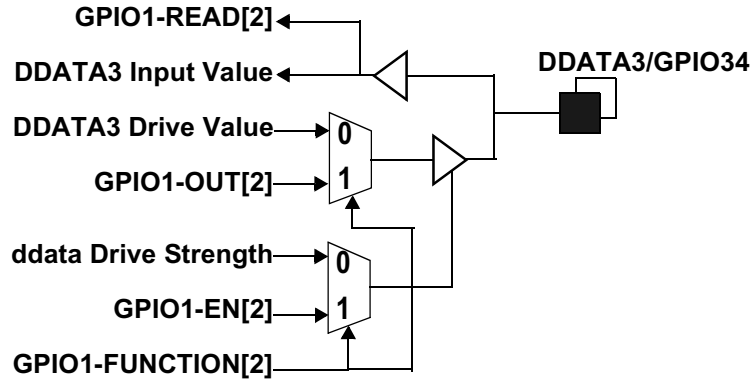 GPIO1-READ[2]
DDATA3 Input Value
DDATA3/GPIO34
DDATA3 Drive Value
0
GPIO1-OUT[2]
1
ddata Drive Strength
0
GPIO1-EN[2]
1
GPIO1-FUNCTION[2]